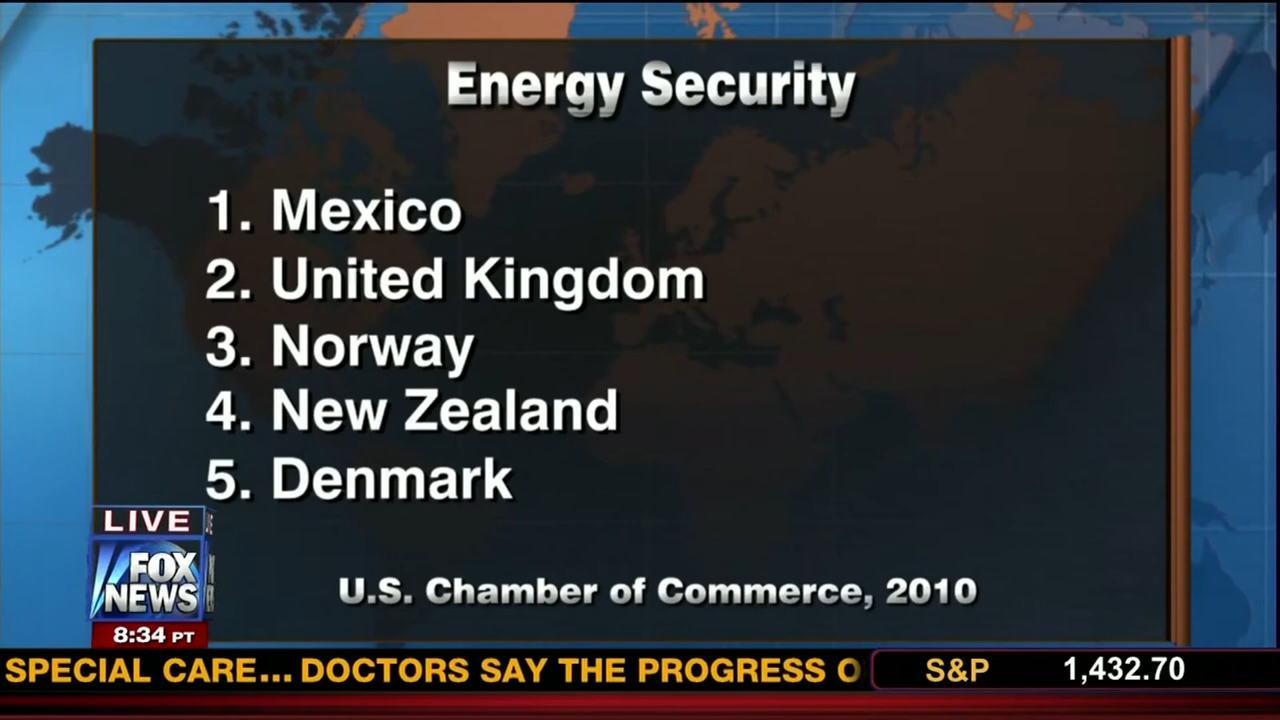 Energy Security
1. Mexico
2. United Kingdom
3. Norway
4. New Zealand
5. Denmark
U.S. Chamber of Commerce, 2010
LIVE
FOX
NEWS
8:34 PT
SPECIAL CARE... DOCTORS SAY THE PROGRESS O
S&P 1,432.70